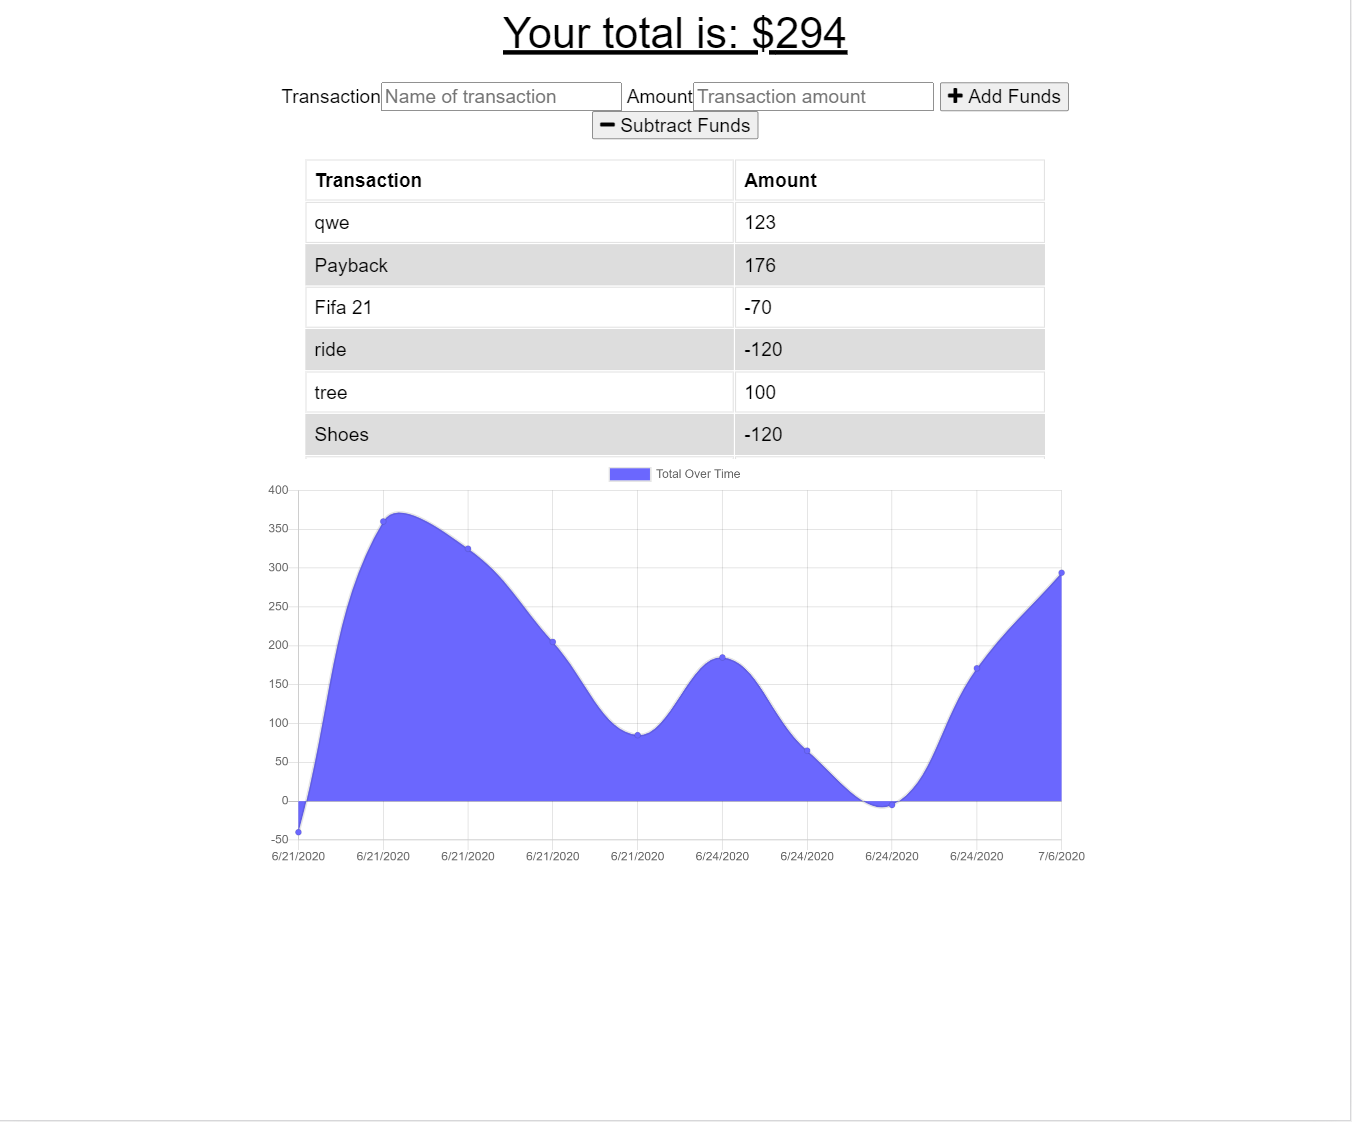 Your total is: $294
Transaction Name of transaction Amount Transaction amount Add Funds
Subtract Funds
Transaction Amount
qwe 123
Payback 176
Fifa 21 -70
ride -120
tree 100
Shoes -120
Total Over Time
400
350
300
250
200
150
100
50
0
-50
6/21/2020 6/21/2020 6/21/2020 6/21/2020 6/21/2020 6/24/2020 6/24/2020 6/24/2020 6/24/2020 7/6/2020